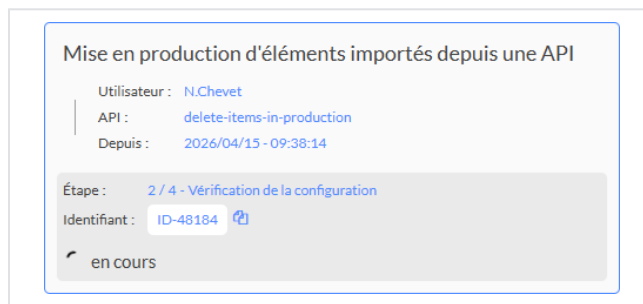 Mise en production d'éléments importés depuis une API
Utilisateur : N.Chevet
API : delete-items-in-production
Depuis : 2026/04/15 - 09:38:14
Étape : 2 / 4 - Vérification de la configuration
Identifiant : ID-48184
en cours